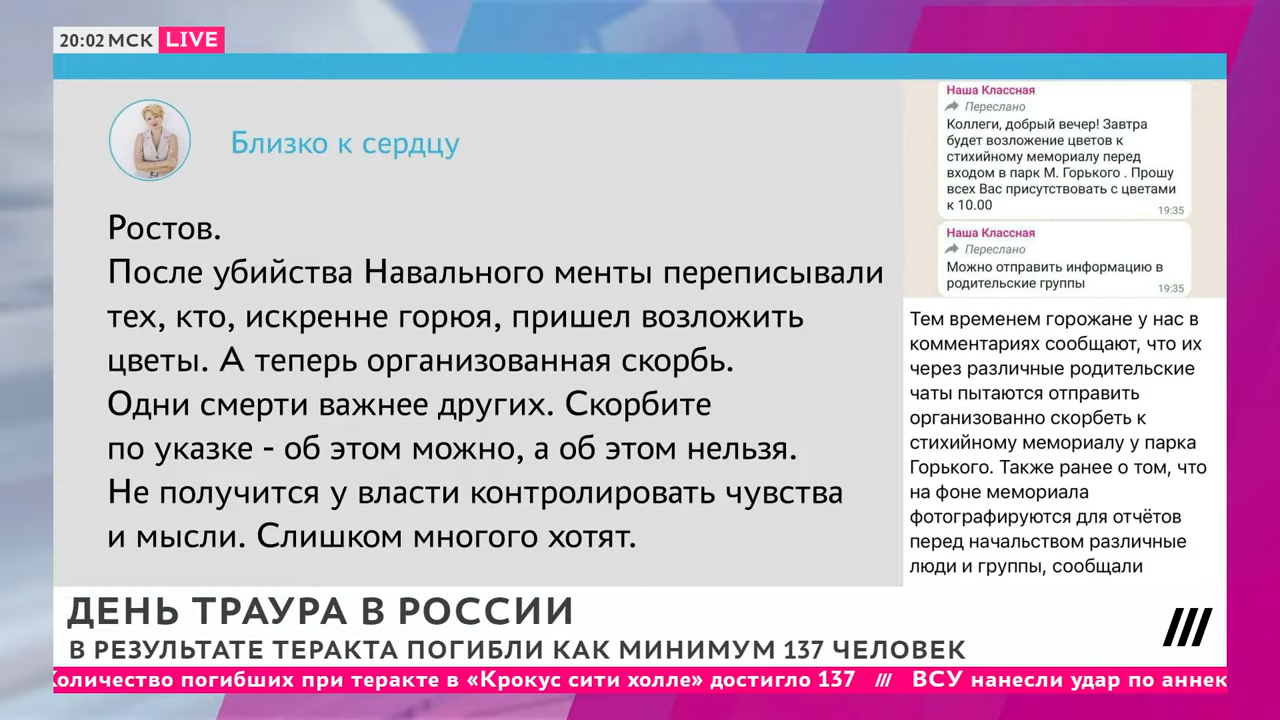 20:02 МСК LIVE
Близко к сердцу
Ростов.
После убийства Навального менты переписывали
тех, кто, искренне горюя, пришел возложить
цветы. А теперь организованная скорбь.
Одни смерти важнее других. Скорбите
по указке - об этом можно, а об этом нельзя.
Не получится у власти контролировать чувства
и мысли. Слишком многого хотят.
Наша Классная
Переслано
Коллеги, добрый вечер! Завтра
будет возложение цветов к
стихийному мемориалу перед
входом в парк М. Горького . Прошу
всех Вас присутствовать с цветами
к 10.00
19:35
Наша Классная
Переслано
Можно отправить информацию в
родительские группы
19:35
Тем временем горожане у нас в
комментариях сообщают, что их
через различные родительские
чаты пытаются отправить
организованно скорбеть к
стихийному мемориалу у парка
Горького. Также ранее о том, что
на фоне мемориала
фотографируются для отчётов
перед начальством различные
люди и группы, сообщали
ДЕНЬ ТРАУРА В РОССИИ
В РЕЗУЛЬТАТЕ ТЕРАКТА ПОГИБЛИ КАК МИНИМУМ 137 ЧЕЛОВЕК
Количество погибших при теракте в «Крокус сити холле» достигло 137 /// ВСУ нанесли удар по аннек